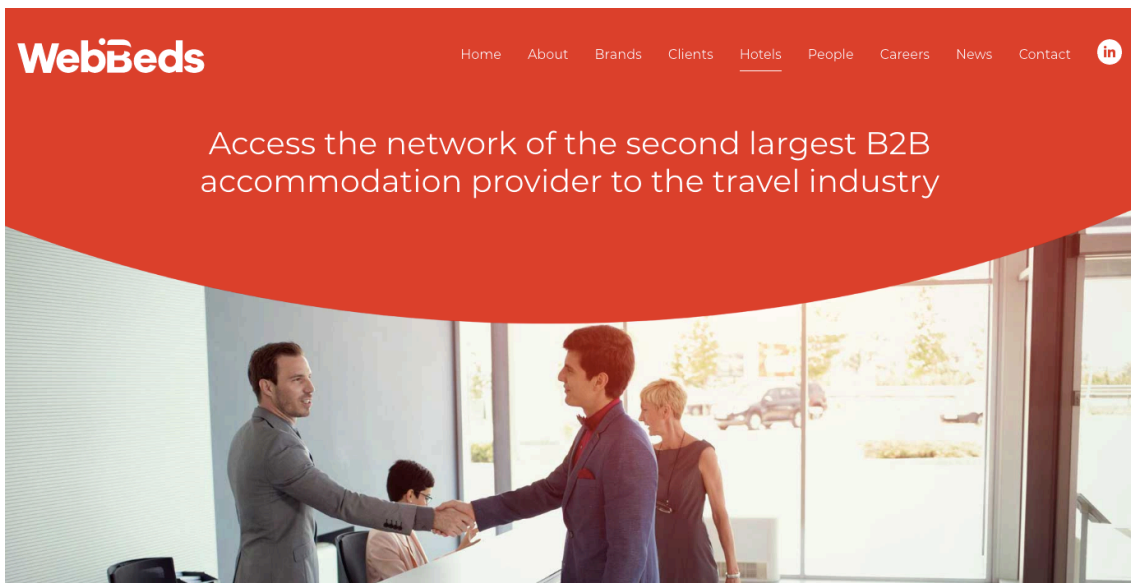 WebBeds
Home About Brands Clients Hotels People Careers News Contact in
Access the network of the second largest B2B
accommodation provider to the travel industry